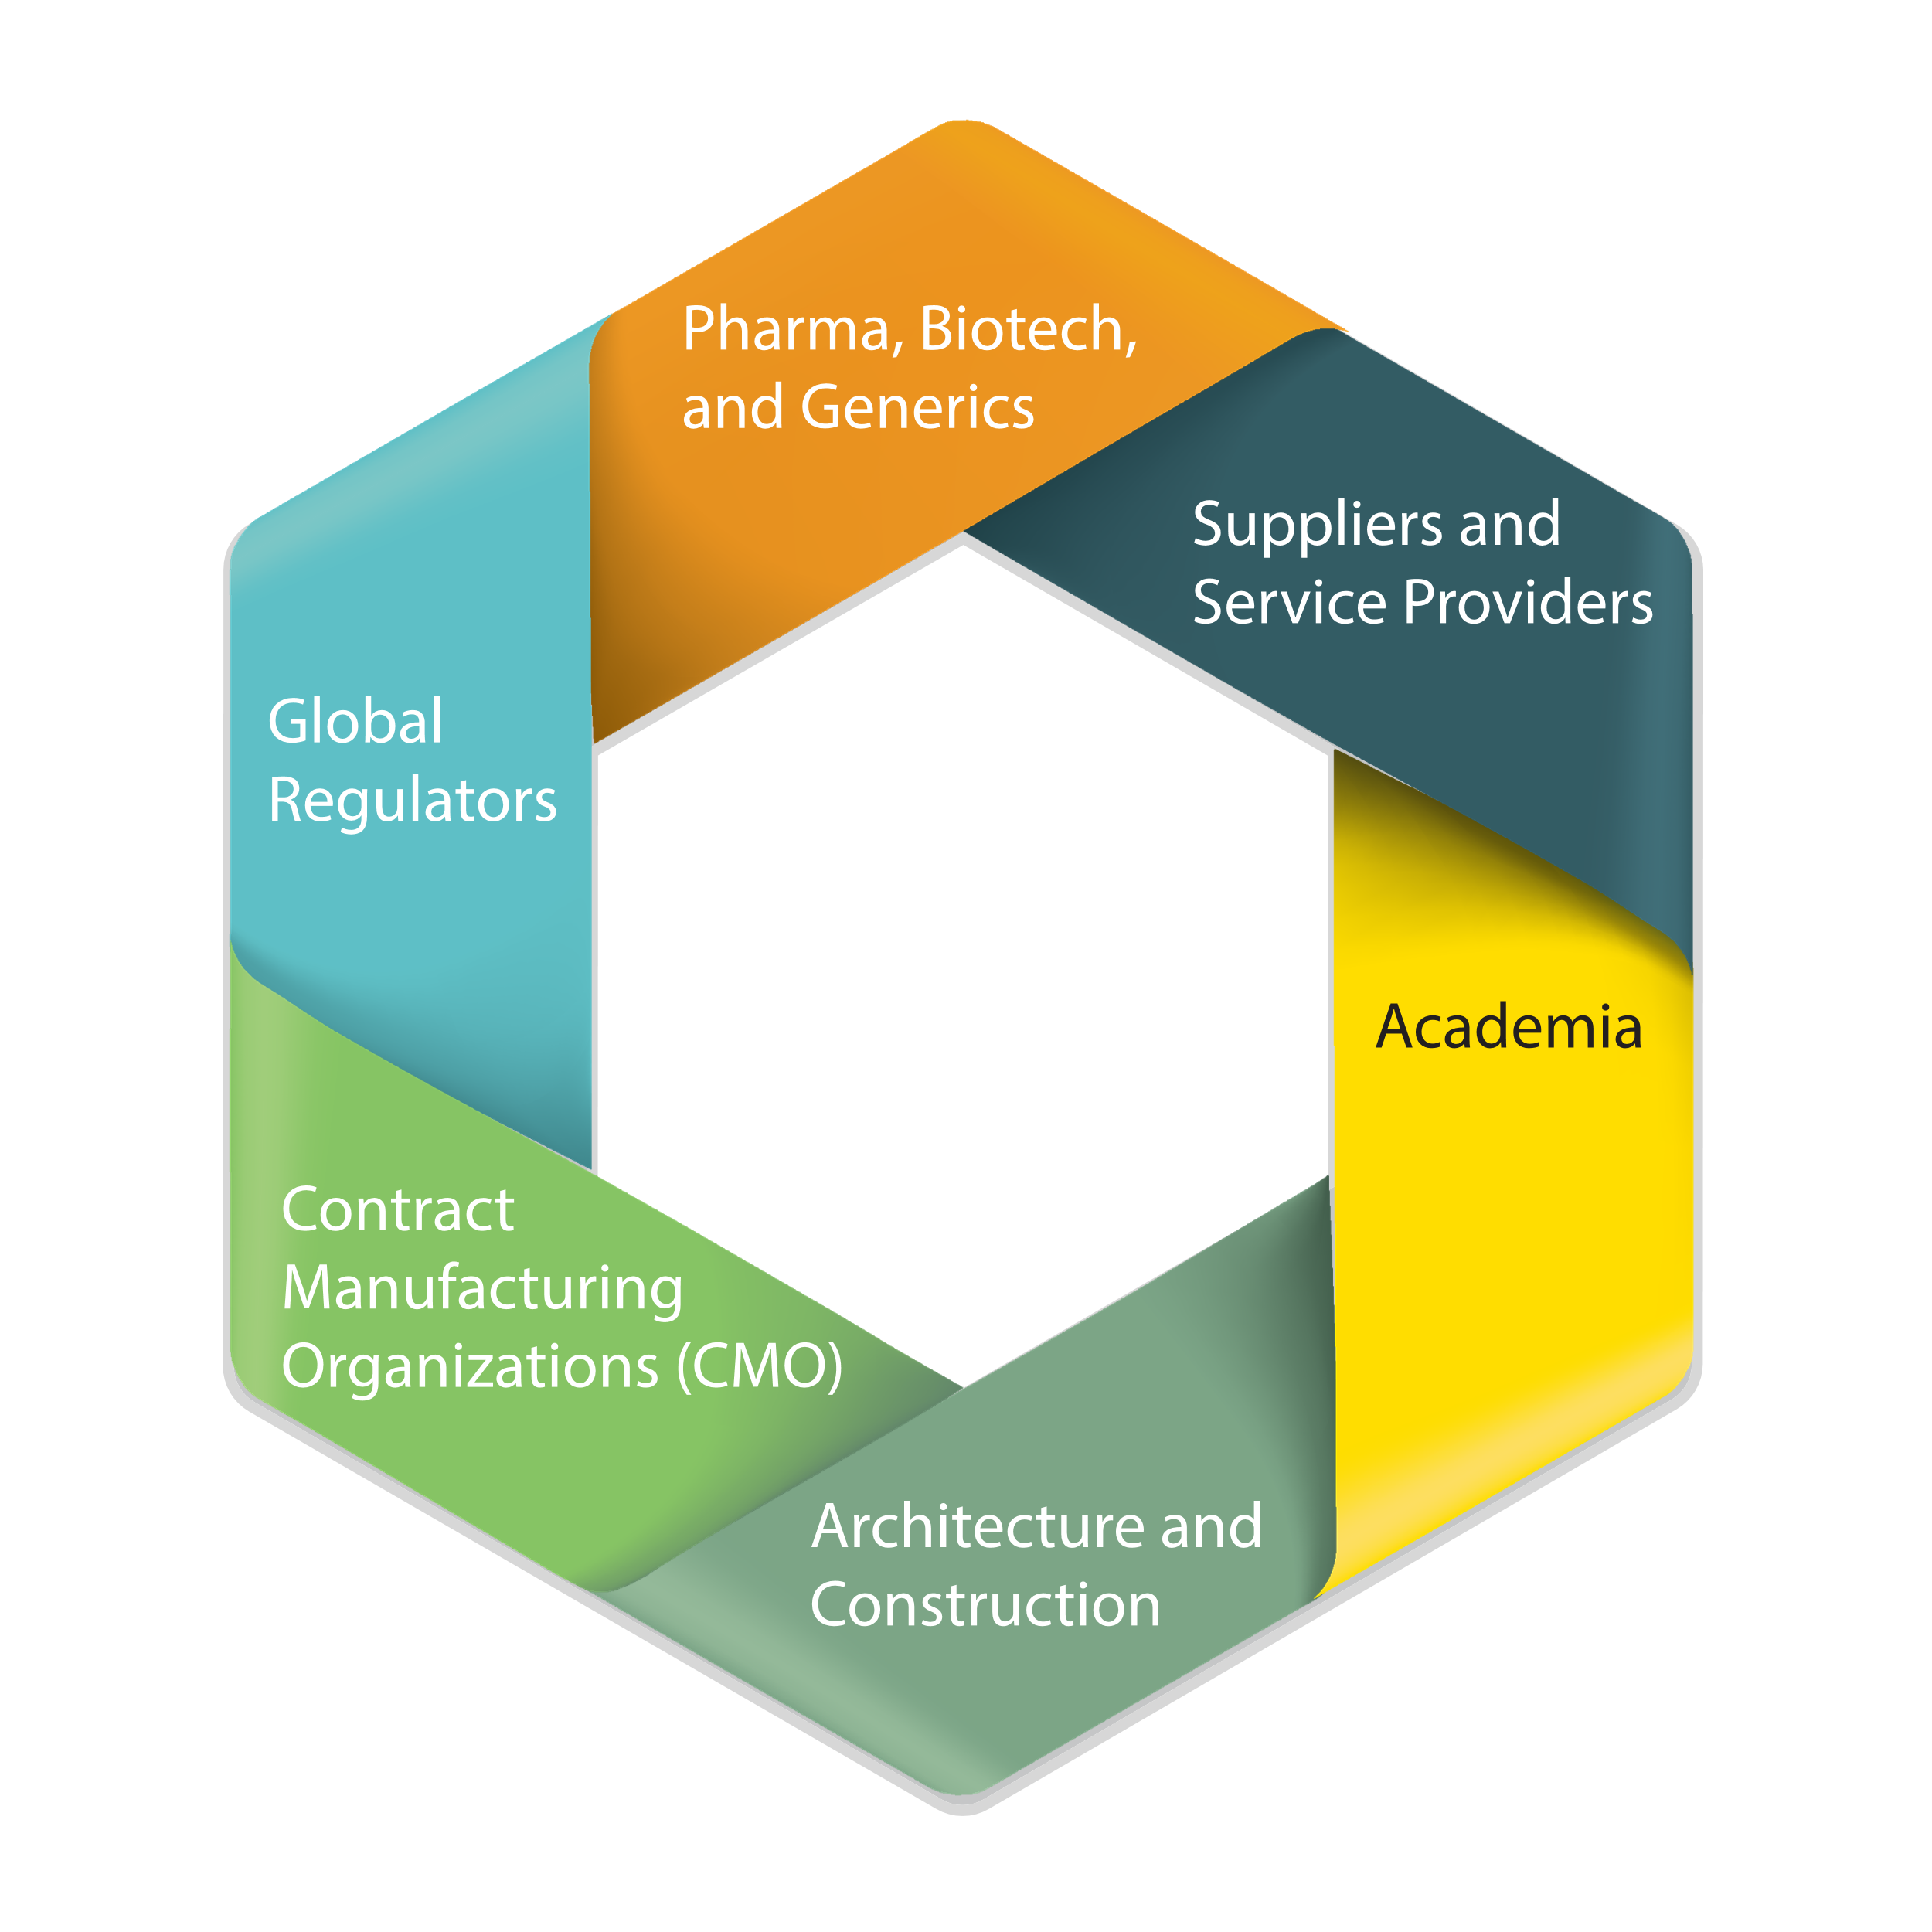 Pharma, Biotech,
and Generics
Suppliers and
Service Providers
Global
Regulators
Academia
Contract
Manufacturing
Organizations (CMO)
Architecture and
Construction